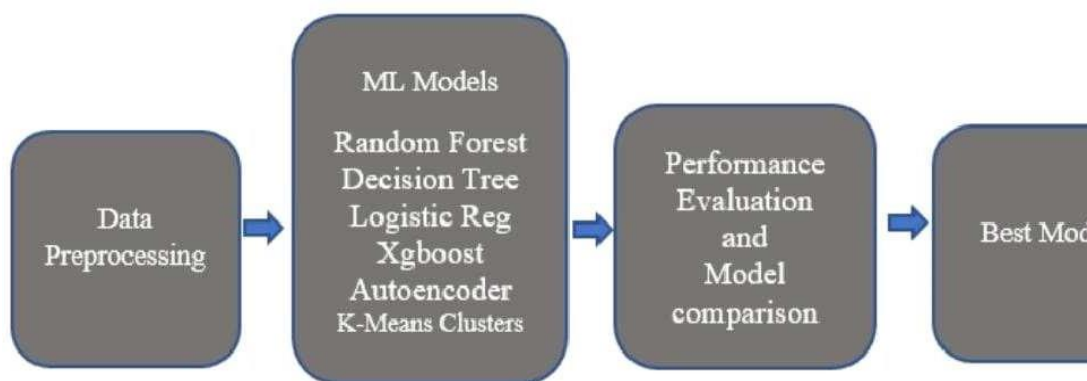 Data
Preprocessing
ML Models
Random Forest
Decision Tree
Logistic Reg
Xgboost
Autoencoder
K-Means Clusters
Performance
Evaluation
and
Model
comparison
Best